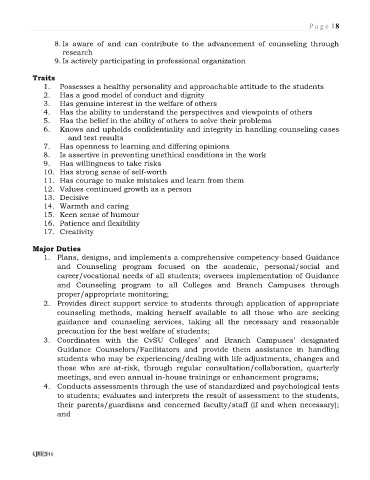 P a g e | 8
8. Is aware of and can contribute to the advancement of counseling through
research
9. Is actively participating in professional organization
Traits
1. Possesses a healthy personality and approachable attitude to the students
2. Has a good model of conduct and dignity
3. Has genuine interest in the welfare of others
4. Has the ability to understand the perspectives and viewpoints of others
5. Has the belief in the ability of others to solve their problems
6. Knows and upholds confidentiality and integrity in handling counseling cases
and test results
7. Has openness to learning and differing opinions
8. Is assertive in preventing unethical conditions in the work
9. Has willingness to take risks
10. Has strong sense of self-worth
11. Has courage to make mistakes and learn from them
12. Values continued growth as a person
13. Decisive
14. Warmth and caring
15. Keen sense of humour
16. Patience and flexibility
17. Creativity
Major Duties
1. Plans, designs, and implements a comprehensive competency-based Guidance
and Counseling program focused on the academic, personal/social and
career/vocational needs of all students; oversees implementation of Guidance
and Counseling program to all Colleges and Branch Campuses through
proper/appropriate monitoring;
2. Provides direct support service to students through application of appropriate
counseling methods, making herself available to all those who are seeking
guidance and counseling services, taking all the necessary and reasonable
precaution for the best welfare of students;
3. Coordinates with the CvSU Colleges' and Branch Campuses' designated
Guidance Counselors/Facilitators and provide them assistance in handling
students who may be experiencing/dealing with life adjustments, changes and
those who are at-risk, through regular consultation/collaboration, quarterly
meetings, and even annual in-house trainings or enhancement programs;
4. Conducts assessments through the use of standardized and psychological tests
to students; evaluates and interprets the result of assessment to the students,
their parents/guardians and concerned faculty/staff (if and when necessary);
and